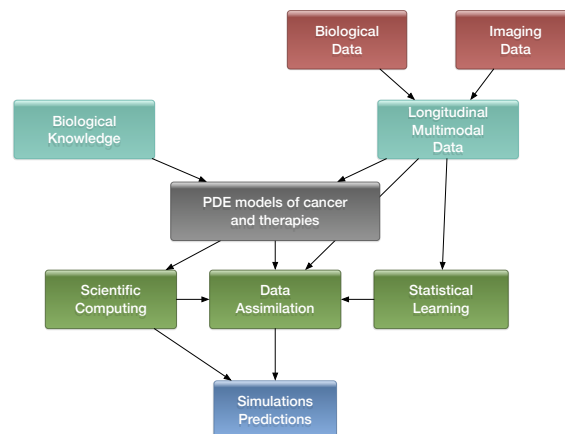 Biological
Data
Imaging
Data
Biological
Knowledge
Longitudinal
Multimodal
Data
PDE models of cancer
and therapies
Scientific
Computing
Data
Assimilation
Statistical
Learning
Simulations
Predictions